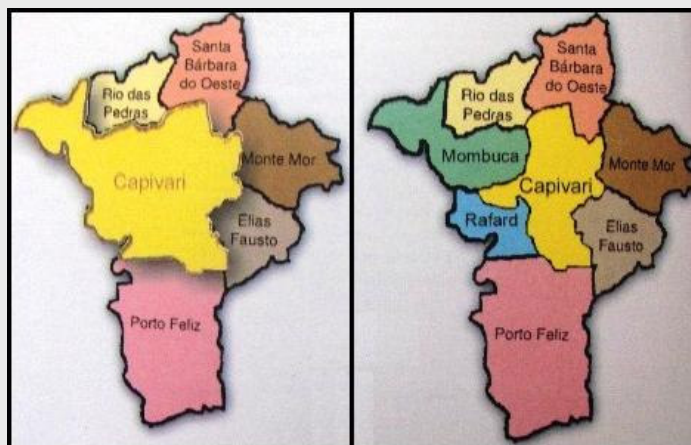 Santa
Bárbara
do Oeste
Rio das
Pedras
Monte Mor
Capivari
Elias
Fausto
Porto Feliz
Santa
Bárbara
do Oeste
Rio das
Pedras
Mombuca
Monte Mor
Capivari
Rafard
Elias
Fausto
Porto Feliz